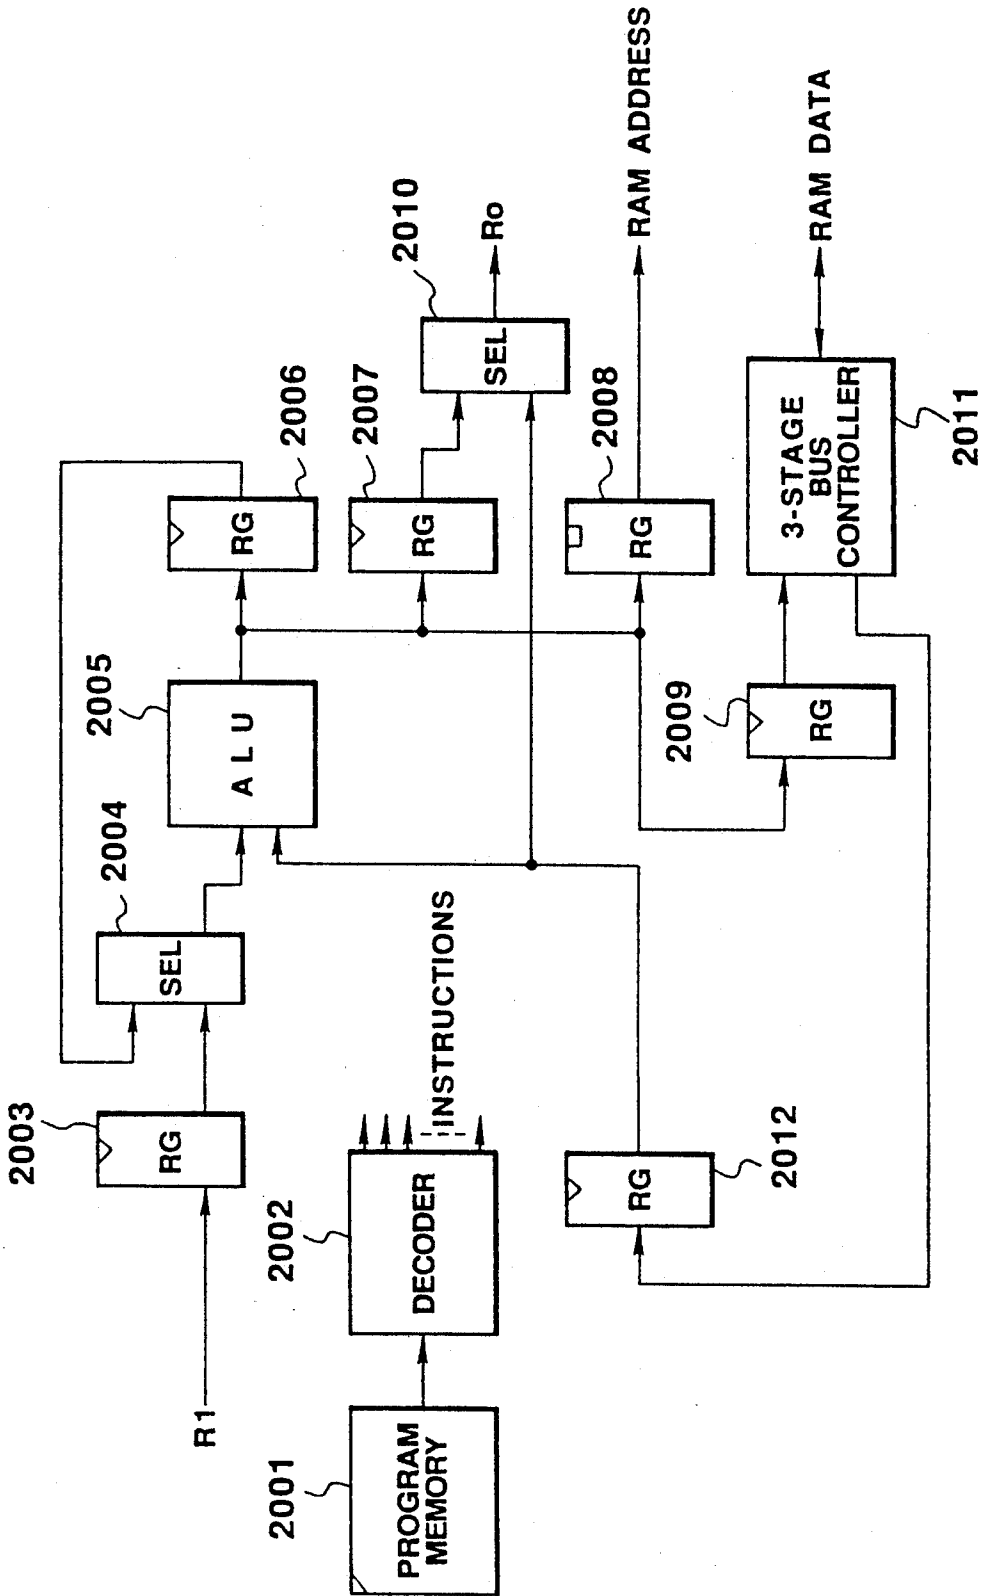 2003
RG
R1
2004
SEL
2005
ALU
2006
RG
2007
RG
2010
SEL
Ro
2008
RG
RAM ADDRESS
2009
RG
3-STAGE
BUS
CONTROLLER
2011
RAM DATA
2001
PROGRAM
MEMORY
2002
DECODER
INSTRUCTIONS
2012
RG